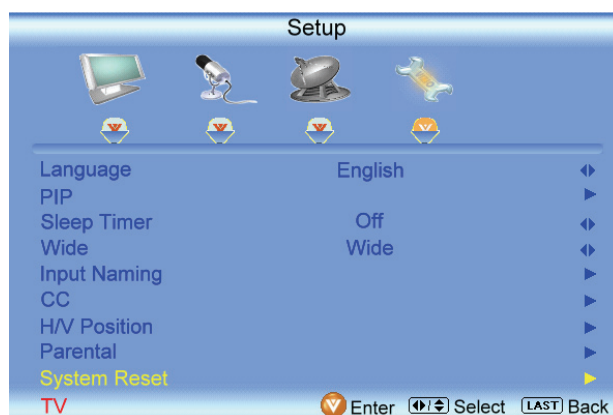 Setup
Language English
PIP
Sleep Timer Off
Wide Wide
Input Naming
CC
H/V Position
Parental
System Reset
TV Enter Select LAST Back